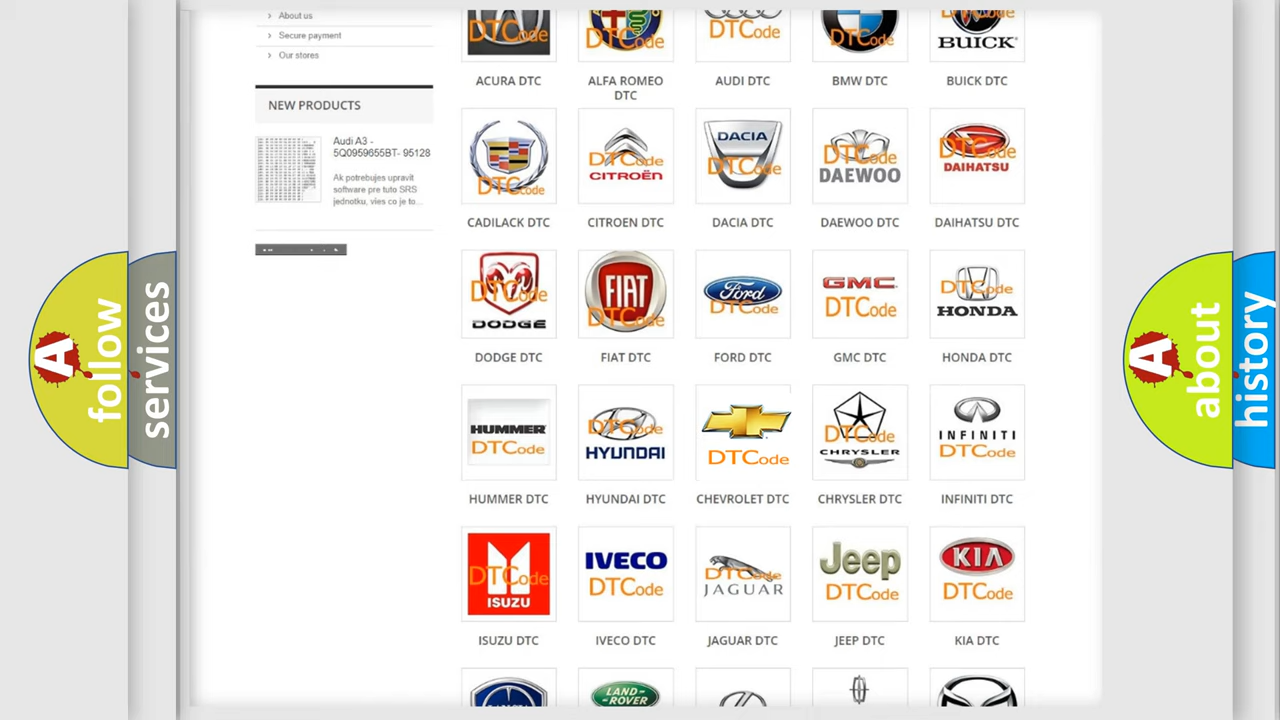 About us
Secure payment
Our stores
NEW PRODUCTS
Audi A3 -
5Q0959655BT- 95128
Ak potrebujes upravit
software pre tuto SRS
jednotku, vies co je to...
follow
services
DTCode DTCode DTCode DTCode BUICK
ACURA DTC ALFA ROMEO DTC AUDI DTC BMW DTC BUICK DTC
DTCode DTCode CITROËN DACIA DTCode DTCode DAEWOO DTCode DAIHATSU
CADILACK DTC CITROEN DTC DACIA DTC DAEWOO DTC DAIHATSU DTC
DTCode DODGE FIAT DTCode Ford DTCode GMC DTCode DTCode HONDA
DODGE DTC FIAT DTC FORD DTC GMC DTC HONDA DTC
HUMMER DTCode DTCode HYUNDAI DTCode DTCode CHRYSLER INFINITI DTCode
HUMMER DTC HYUNDAI DTC CHEVROLET DTC CHRYSLER DTC INFINITI DTC
DTCode ISUZU IVECO DTCode DTCode JAGUAR Jeep DTCode KIA DTCode
ISUZU DTC IVECO DTC JAGUAR DTC JEEP DTC KIA DTC
LAND-
ROVER
A
about
history
A